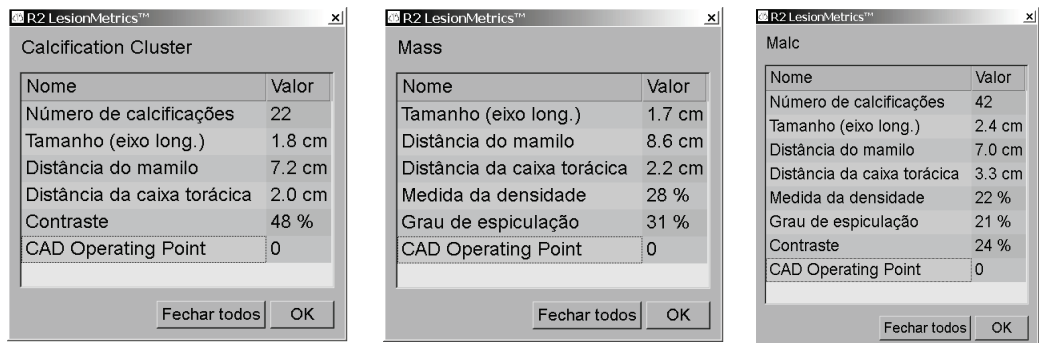 R2 LesionMetrics™
Calcification Cluster
Nome Valor
Número de calcificações 22
Tamanho (eixo long.) 1.8 cm
Distância do mamilo 7.2 cm
Distância da caixa torácica 2.0 cm
Contraste 48 %
CAD Operating Point 0
Fechar todos OK
R2 LesionMetrics™
Mass
Nome Valor
Tamanho (eixo long.) 1.7 cm
Distância do mamilo 8.6 cm
Distância da caixa torácica 2.2 cm
Medida da densidade 28 %
Grau de espiculação 31 %
CAD Operating Point 0
Fechar todos OK
R2 LesionMetrics™
Malc
Nome Valor
Número de calcificações 42
Tamanho (eixo long.) 2.4 cm
Distância do mamilo 7.0 cm
Distância da caixa torácica 3.3 cm
Medida da densidade 22 %
Grau de espiculação 21 %
Contraste 24 %
CAD Operating Point 0
Fechar todos OK